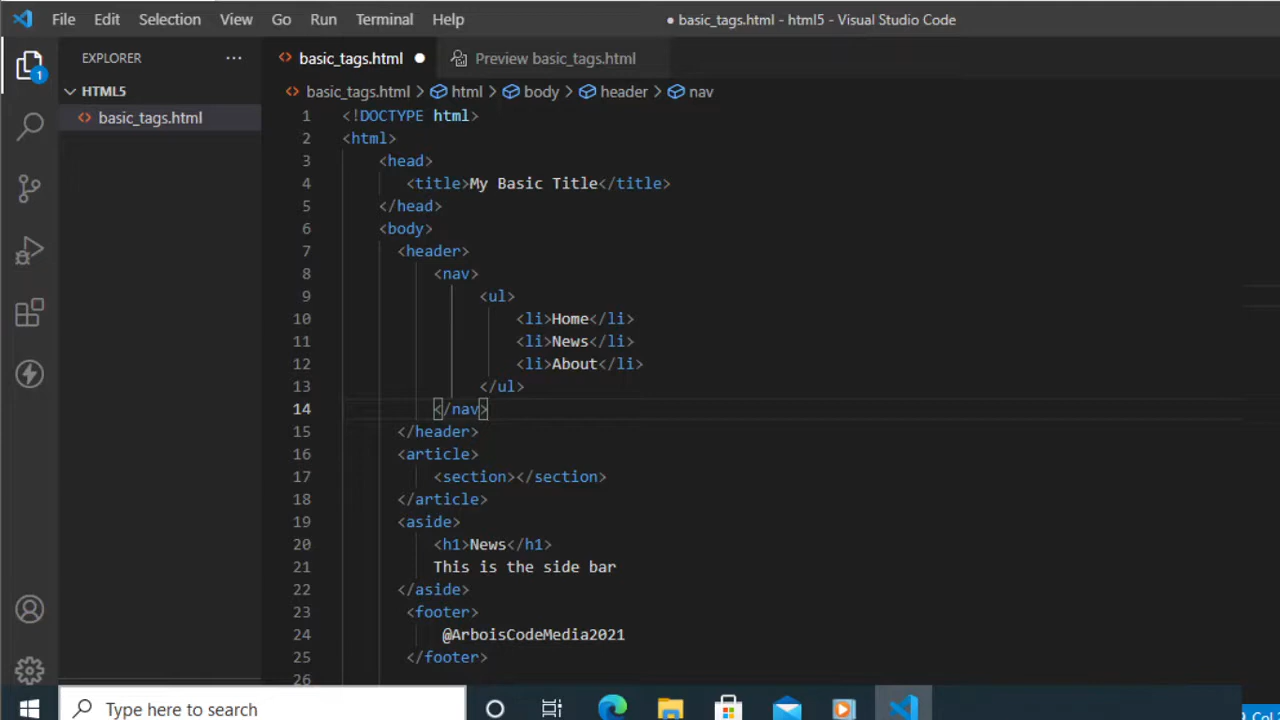 File Edit Selection View Go Run Terminal Help ● basic_tags.html - html5 - Visual Studio Code
EXPLORER ...
basic_tags.html ●
Preview basic_tags.html
1
HTML5
basic_tags.html
basic_tags.html > html > body > header > nav
1 <!DOCTYPE html>
2 <html>
3 <head>
4 <title>My Basic Title</title>
5 </head>
6 <body>
7 <header>
8 <nav>
9 <ul>
10 <li>Home</li>
11 <li>News</li>
12 <li>About</li>
13 </ul>
14 </nav>
15 </header>
16 <article>
17 <section></section>
18 </article>
19 <aside>
20 <h1>News</h1>
21 This is the side bar
22 </aside>
23 <footer>
24 @ArboisCodeMedia2021
25 </footer>
26
Type here to search